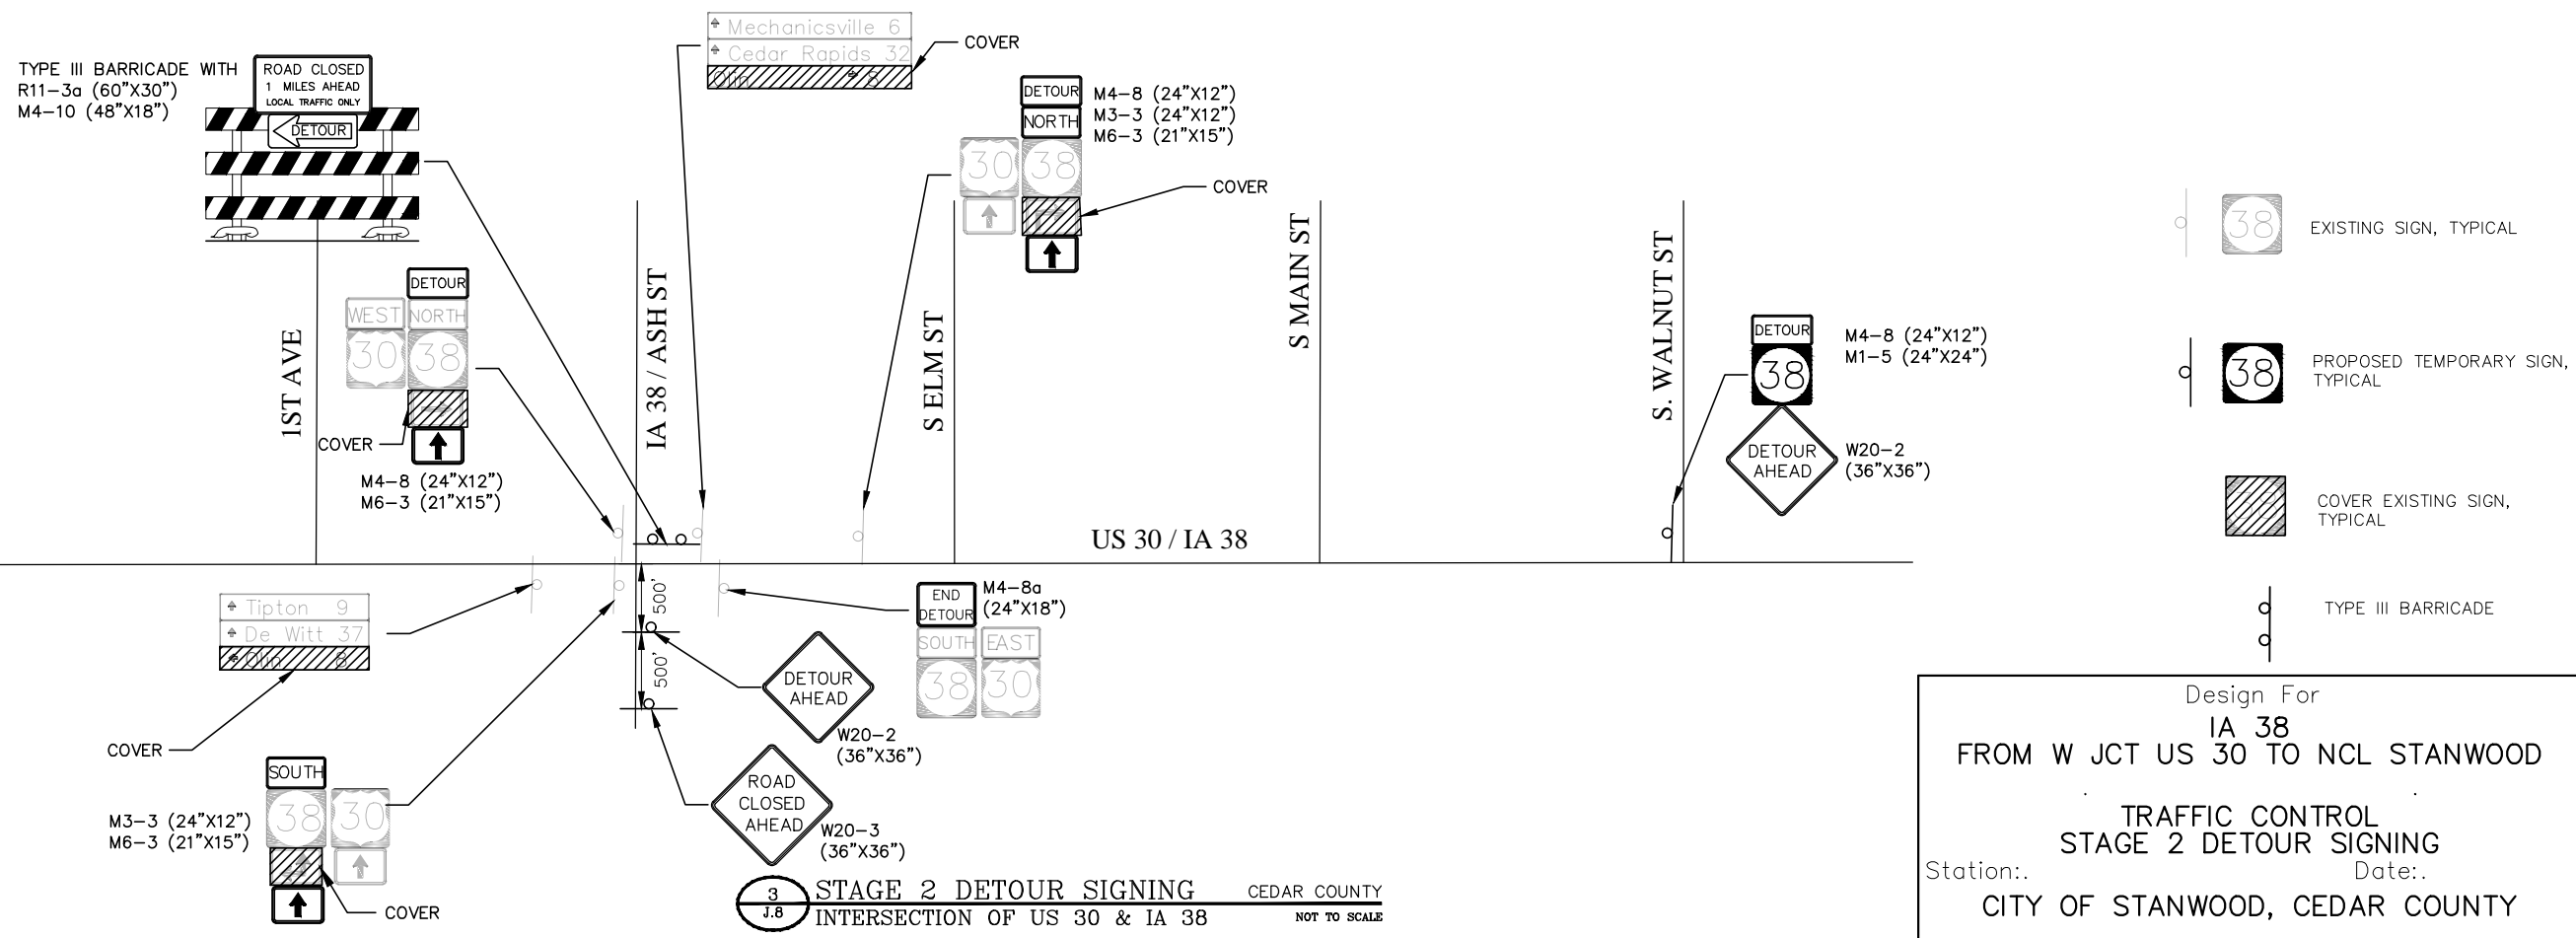 TYPE III BARRICADE WITH
R11-3a (60"X30")
M4-10 (48"X18")
ROAD CLOSED
1 MILES AHEAD
LOCAL TRAFFIC ONLY
DETOUR
Mechanicsville 6
Cedar Rapids 32
Olin 8
COVER
DETOUR
NORTH
30
38
M4-8 (24"X12")
M3-3 (24"X12")
M6-3 (21"X15")
COVER
DETOUR
WEST
NORTH
30
38
COVER
M4-8 (24"X12")
M6-3 (21"X15")
1ST AVE
IA 38 / ASH ST
S ELM ST
S MAIN ST
S. WALNUT ST
DETOUR
38
M4-8 (24"X12")
M1-5 (24"X24")
DETOUR
AHEAD
W20-2
(36"X36")
US 30 / IA 38
38
EXISTING SIGN, TYPICAL
38
PROPOSED TEMPORARY SIGN,
TYPICAL
COVER EXISTING SIGN,
TYPICAL
TYPE III BARRICADE
Tipton 9
De Witt 37
Olin 8
COVER
500'
500'
END
DETOUR
M4-8a
(24"X18")
SOUTH
EAST
38
30
DETOUR
AHEAD
W20-2
(36"X36")
ROAD
CLOSED
AHEAD
W20-3
(36"X36")
SOUTH
38
30
M3-3 (24"X12")
M6-3 (21"X15")
COVER
3
J.8
STAGE 2 DETOUR SIGNING
CEDAR COUNTY
INTERSECTION OF US 30 & IA 38
NOT TO SCALE
Design For
IA 38
FROM W JCT US 30 TO NCL STANWOOD
. .
TRAFFIC CONTROL
STAGE 2 DETOUR SIGNING
Station:. Date:.
CITY OF STANWOOD, CEDAR COUNTY